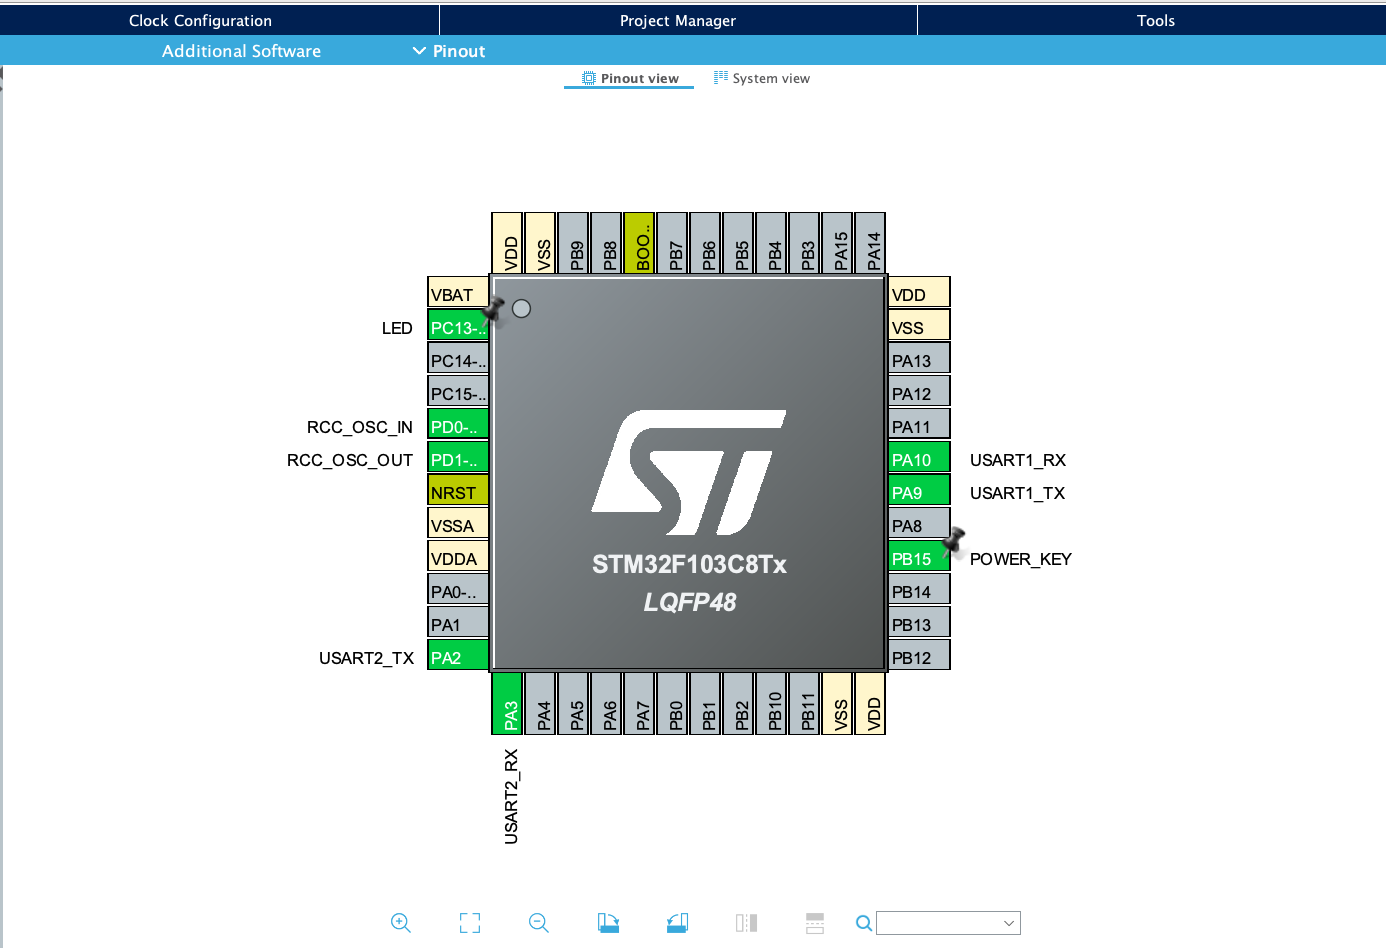 Clock Configuration
Project Manager
Tools
Additional Software
Pinout
Pinout view
System view
VDD
VSS
PB9
PB8
BOO..
PB7
PB6
PB5
PB4
PB3
PA15
PA14
VBAT
LED
PC13-..
PC14-..
PC15-..
RCC_OSC_IN
PD0-..
RCC_OSC_OUT
PD1-..
NRST
VSSA
VDDA
PA0-..
PA1
USART2_TX
PA2
ST
STM32F103C8Tx
LQFP48
VDD
VSS
PA13
PA12
PA11
PA10
USART1_RX
PA9
USART1_TX
PA8
PB15
POWER_KEY
PB14
PB13
PB12
PA3
PA4
PA5
PA6
PA7
PB0
PB1
PB2
PB10
PB11
VSS
VDD
USART2_RX